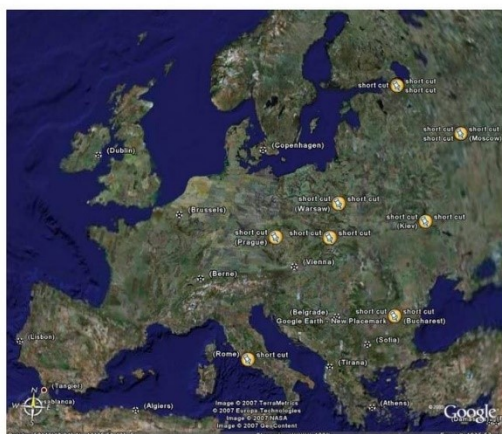 short cut
short cut
short cut
short cut
short cut
short cut
(Moscow)
(Dublin)
(Copenhagen)
short cut
short cut
(Warsaw)
(Brussels)
short cut
short cut
(Kiev)
short cut
(Prague)
short cut
short cut
(Vienna)
(Berne)
(Belgrade)
short cut
short cut
Google Earth - New Placemark
(Bucharest)
(Lisbon)
(Sofia)
(Rome)
short cut
(Tirana)
N
W
(Tangier)
(Algiers)
(Athens)
Image © 2007 TerraMetrics
© 2007 Europa Technologies
Image © 2007 NASA
Image © 2007 GeoContent
Google